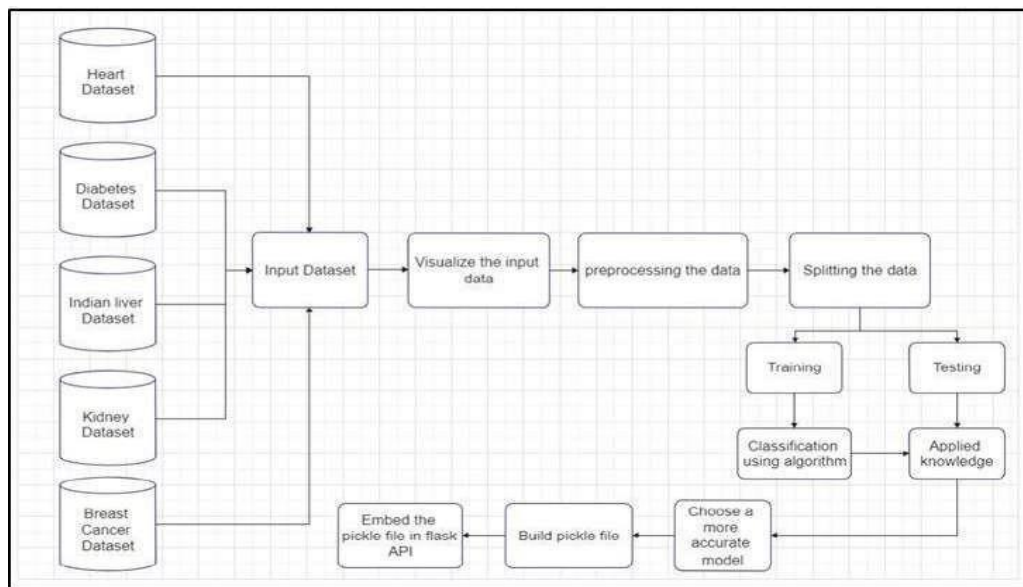 Heart
Dataset
Diabetes
Dataset
Indian liver
Dataset
Kidney
Dataset
Breast
Cancer
Dataset
Input Dataset
Visualize the input
data
preprocessing the data
Splitting the data
Training
Testing
Classification
using algorithm
Applied
knowledge
Choose a
more
accurate
model
Build pickle file
Embed the
pickle file in flask
API